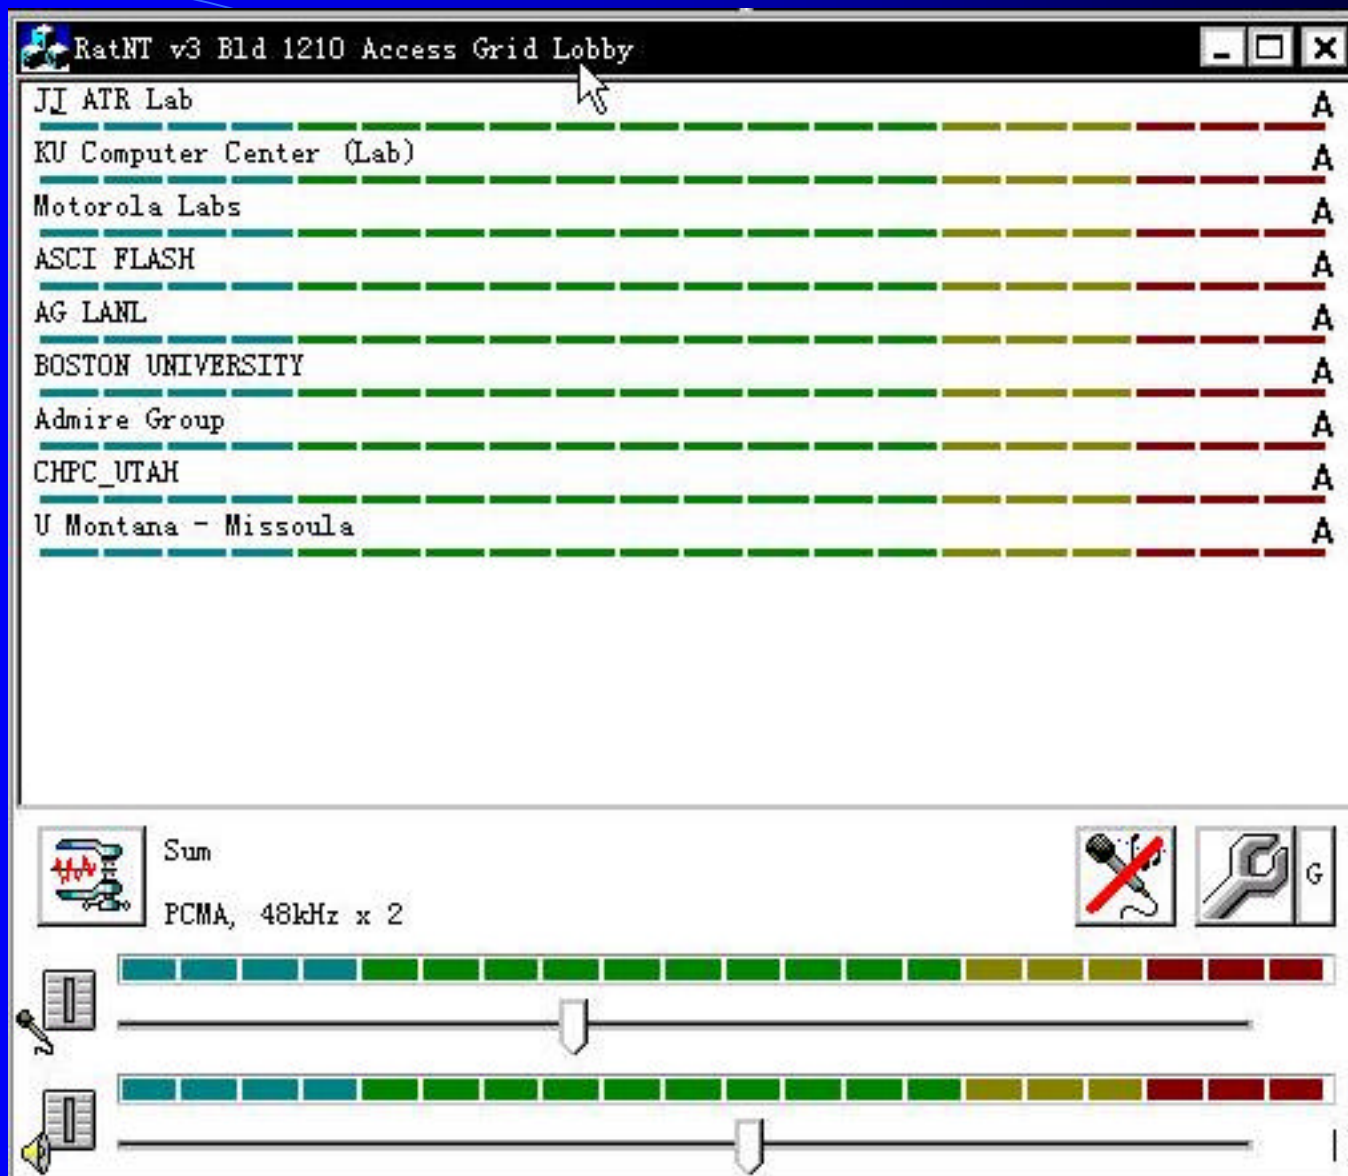 RatNT v3 Bld 1210 Access Grid Lobby
JJ ATR Lab A
KU Computer Center (Lab) A
Motorola Labs A
ASCI FLASH A
AG LANL A
BOSTON UNIVERSITY A
Admire Group A
CHPC_UTAH A
U Montana - Missoula A
Sum
PCMA, 48kHz x 2
G